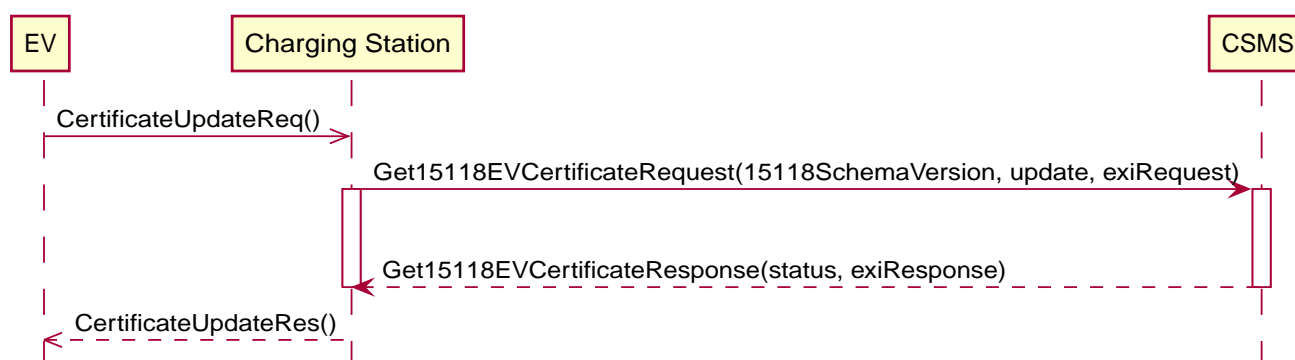 EV
Charging Station
CSMS
CertificateUpdateReq()
Get15118EVCertificateRequest(15118SchemaVersion, update, exiRequest)
Get15118EVCertificateResponse(status, exiResponse)
CertificateUpdateRes()